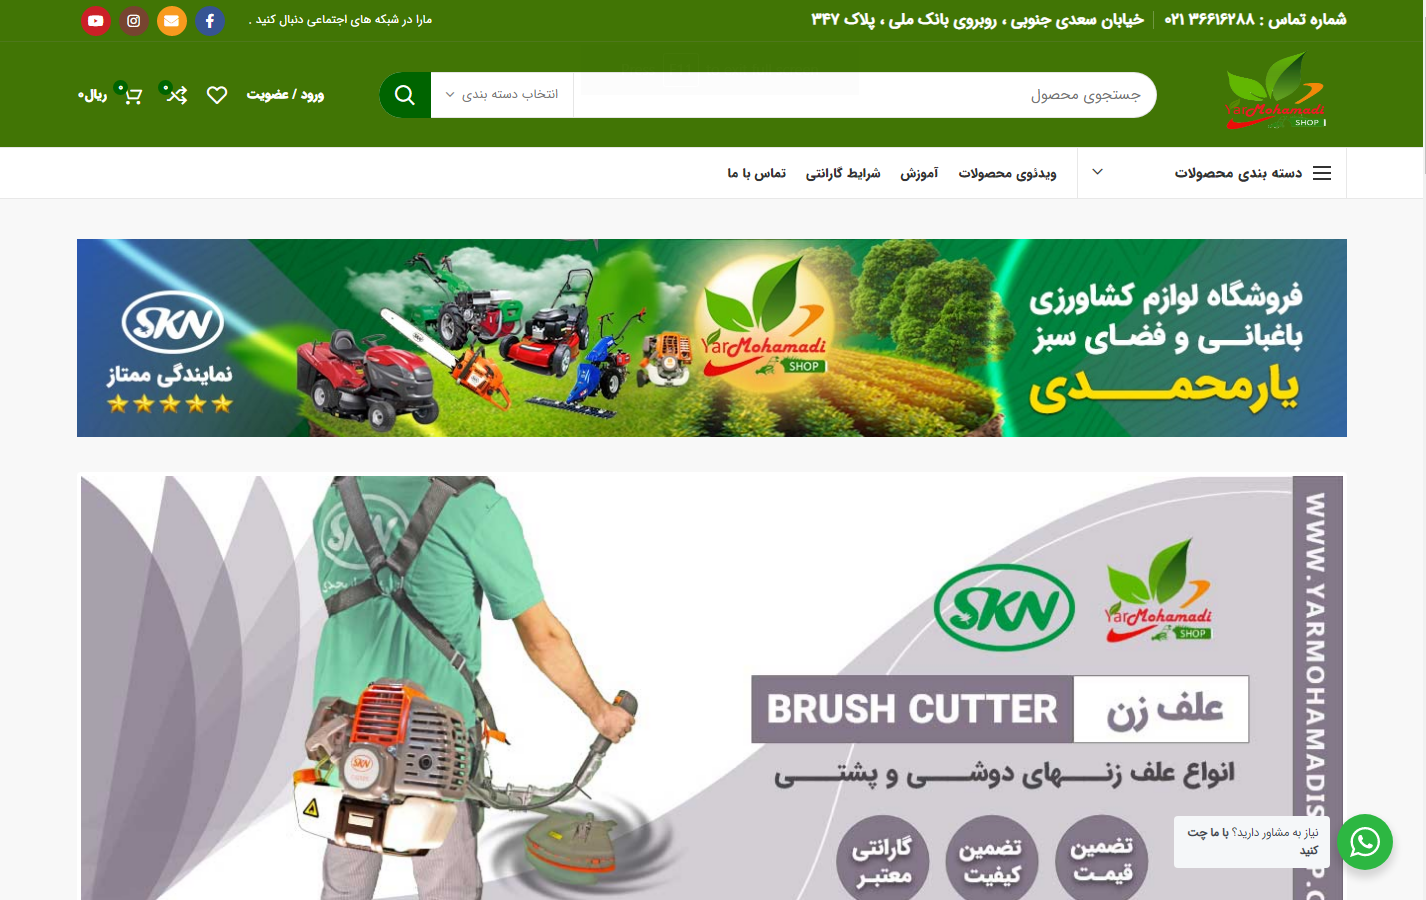 شماره تماس : ۳۶۶۱۶۲۸۸ ۰۲۱
خیابان سعدی جنوبی ، روبروی بانک ملی ، پلاک ۳۴۷
مارا در شبکه های اجتماعی دنبال کنید .
YarMohamadi
SHOP
جستجوی محصول
انتخاب دسته بندی
ورود / عضویت
۰
۰
۰ریال
دسته بندی محصولات
ویدئوی محصولات
آموزش
شرایط گارانتی
تماس با ما
فروشگاه لوازم کشاورزی
باغبانی و فضای سبز
یارمحمدی
YarMohamadi
SHOP
SKN
نمایندگی ممتاز
SKN
SKN
YarMohamadi
SHOP
BRUSH CUTTER
علف زن
انواع علف زنهای دوشی و پشتی
تضمین
قیمت
تضمین
کیفیت
گارانتی
معتبر
SKN
WWW.YARMOHAMADIS
P.C
نیاز به مشاور دارید؟ با ما چت
کنید